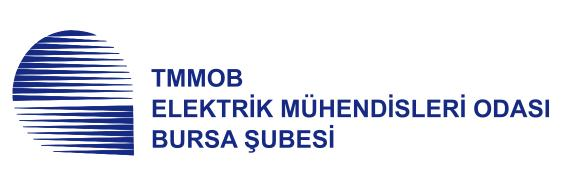 TMMOB
ELEKTRİK MÜHENDİSLERİ ODASI
BURSA ŞUBESİ